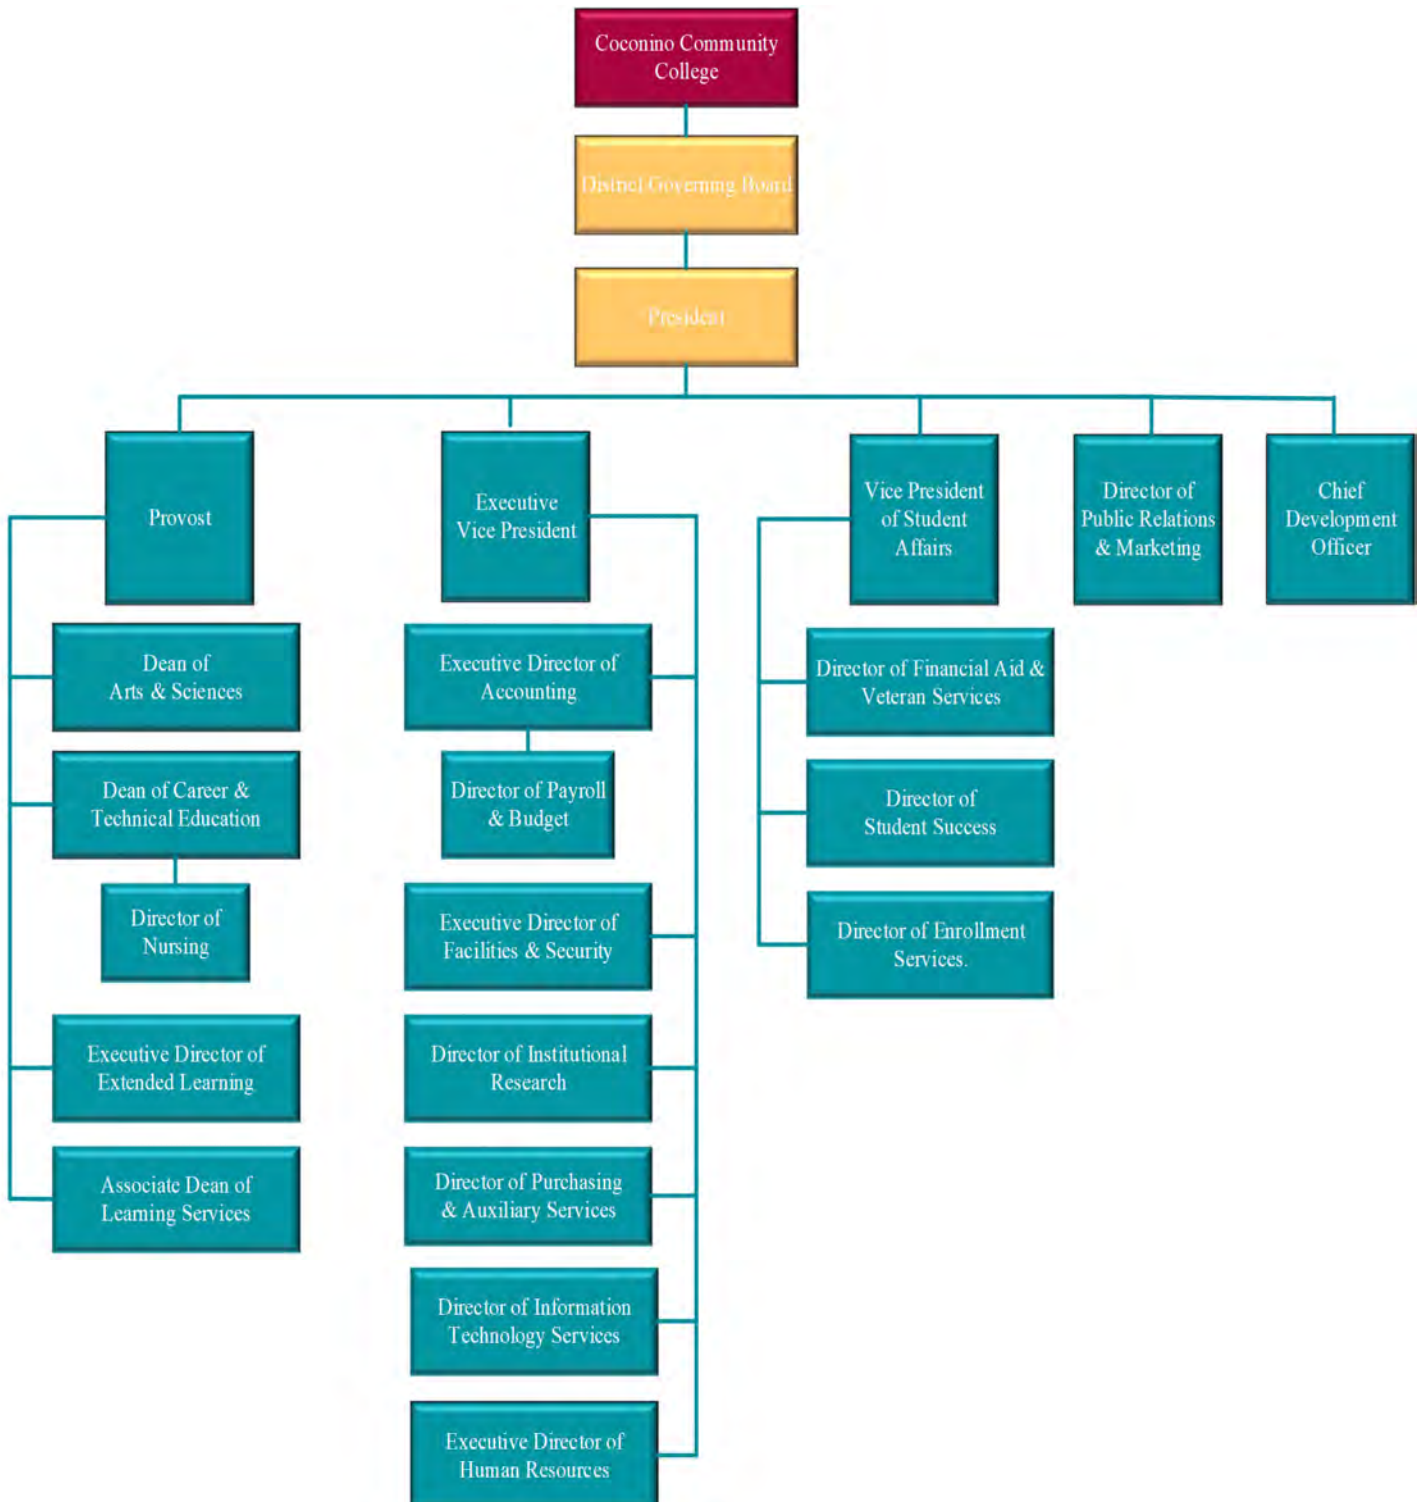 Coconino Community
College
District Governing Board
President
Provost
Executive
Vice President
Vice President
of Student
Affairs
Director of
Public Relations
& Marketing
Chief
Development
Officer
Dean of
Arts & Sciences
Dean of Career &
Technical Education
Director of
Nursing
Executive Director of
Extended Learning
Associate Dean of
Learning Services
Executive Director of
Accounting
Director of Payroll
& Budget
Executive Director of
Facilities & Security
Director of Institutional
Research
Director of Purchasing
& Auxiliary Services
Director of Information
Technology Services
Executive Director of
Human Resources
Director of Financial Aid &
Veteran Services
Director of
Student Success
Director of Enrollment
Services.